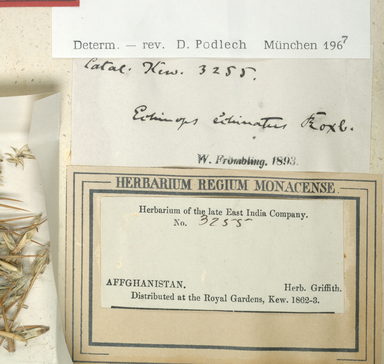 Determ. — rev. D. Podlech München 1967
Catal. Kew. 3255.
Echinops echinatus Roxb.
W. Frömbling. 1893.
HERBARIUM REGIUM MONACENSE.
Herbarium of the late East India Company.
No. 3255
AFFGHANISTAN. Herb. Griffith.
Distributed at the Royal Gardens, Kew. 1862-3.